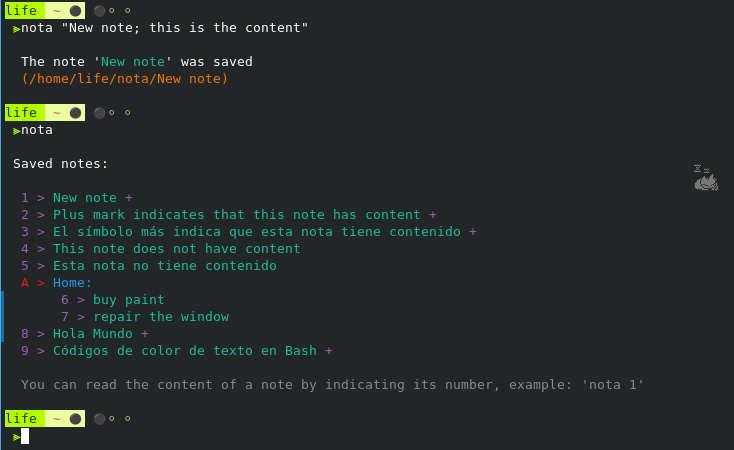 life ~
nota "New note; this is the content"
The note 'New note' was saved
(/home/life/nota/New note)
life ~
nota
Saved notes:
1 > New note +
2 > Plus mark indicates that this note has content +
3 > El símbolo más indica que esta nota tiene contenido +
4 > This note does not have content
5 > Esta nota no tiene contenido
A > Home:
6 > buy paint
7 > repair the window
8 > Hola Mundo +
9 > Códigos de color de texto en Bash +
You can read the content of a note by indicating its number, example: 'nota 1'
life ~